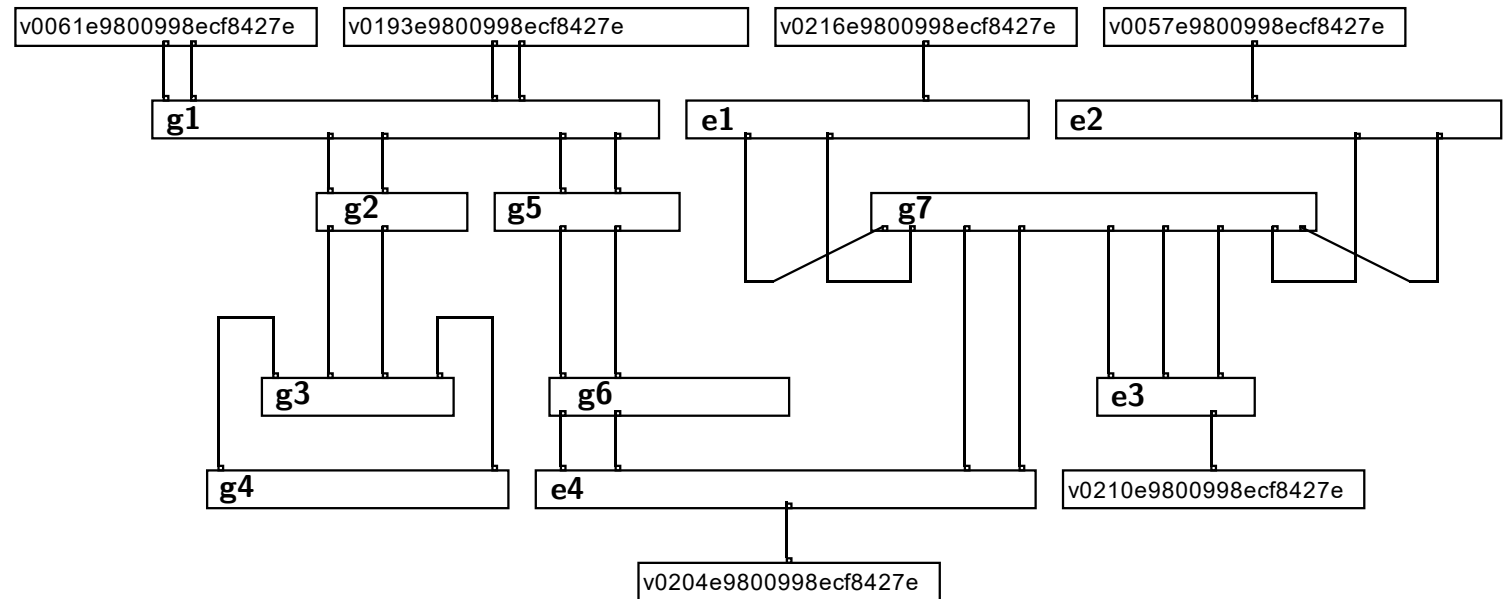 v0061e9800998ecf8427e
v0193e9800998ecf8427e
v0216e9800998ecf8427e
v0057e9800998ecf8427e
g1
e1
e2
g2
g5
g7
g3
g6
e3
g4
e4
v0210e9800998ecf8427e
v0204e9800998ecf8427e